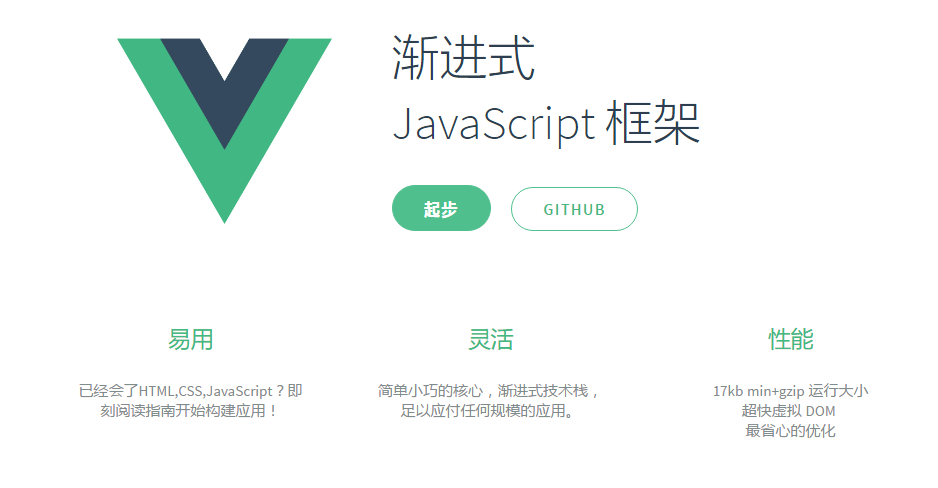 渐进式
JavaScript 框架
起步
GITHUB
易用
已经会了HTML,CSS,JavaScript？即
刻阅读指南开始构建应用！
灵活
简单小巧的核心，渐进式技术栈，
足以应付任何规模的应用。
性能
17kb min+gzip 运行大小
超快虚拟 DOM
最省心的优化